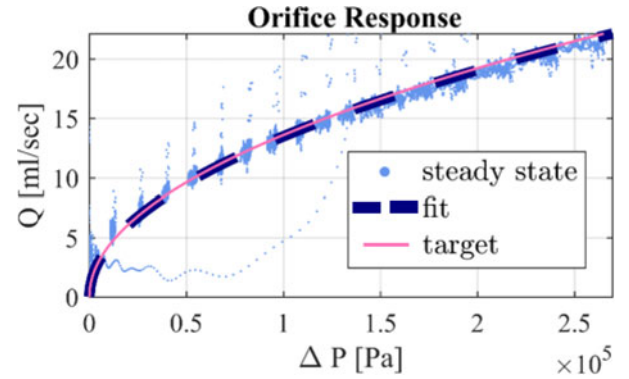 Orifice Response
Q [ml/sec]
20
15
10
5
0
steady state
fit
target
0 0.5 1 1.5 2 2.5
Δ P [Pa]
×10⁵